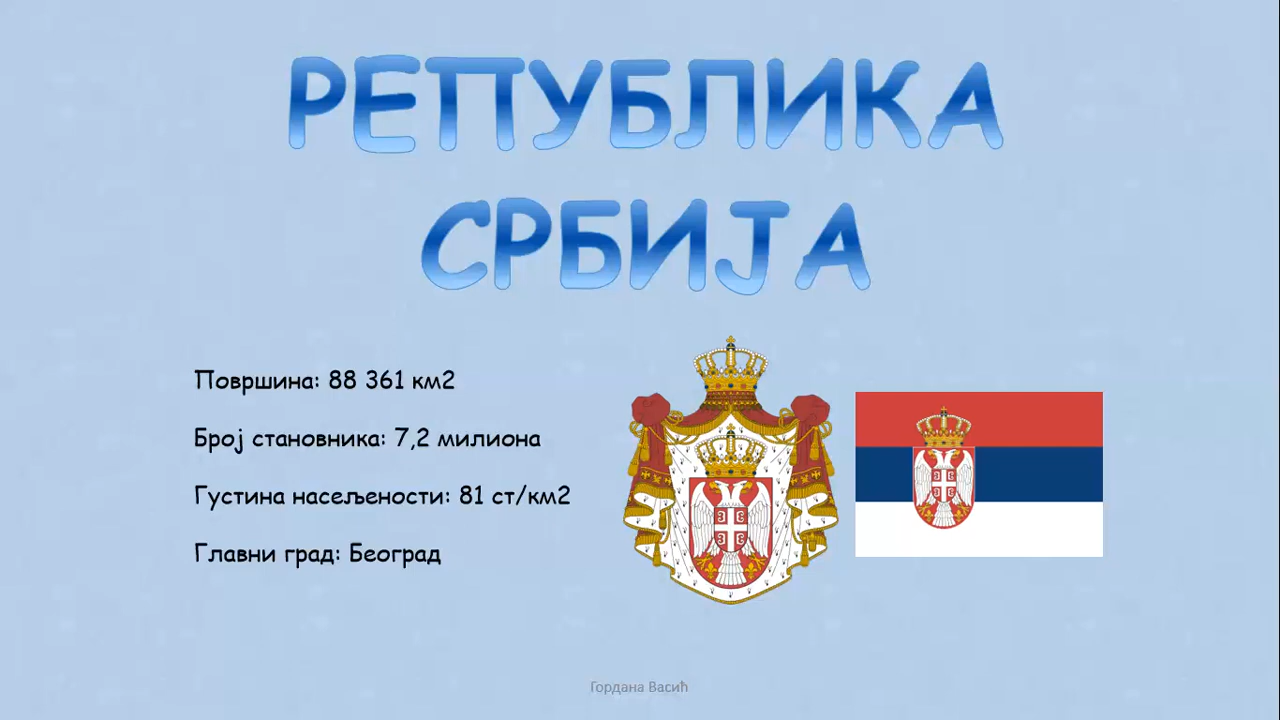 РЕПУБЛИКА
СРБИЈА
Површина: 88 361 км2
Број становника: 7,2 милиона
Густина насељености: 81 ст/км2
Главни град: Београд
Гордана Васић